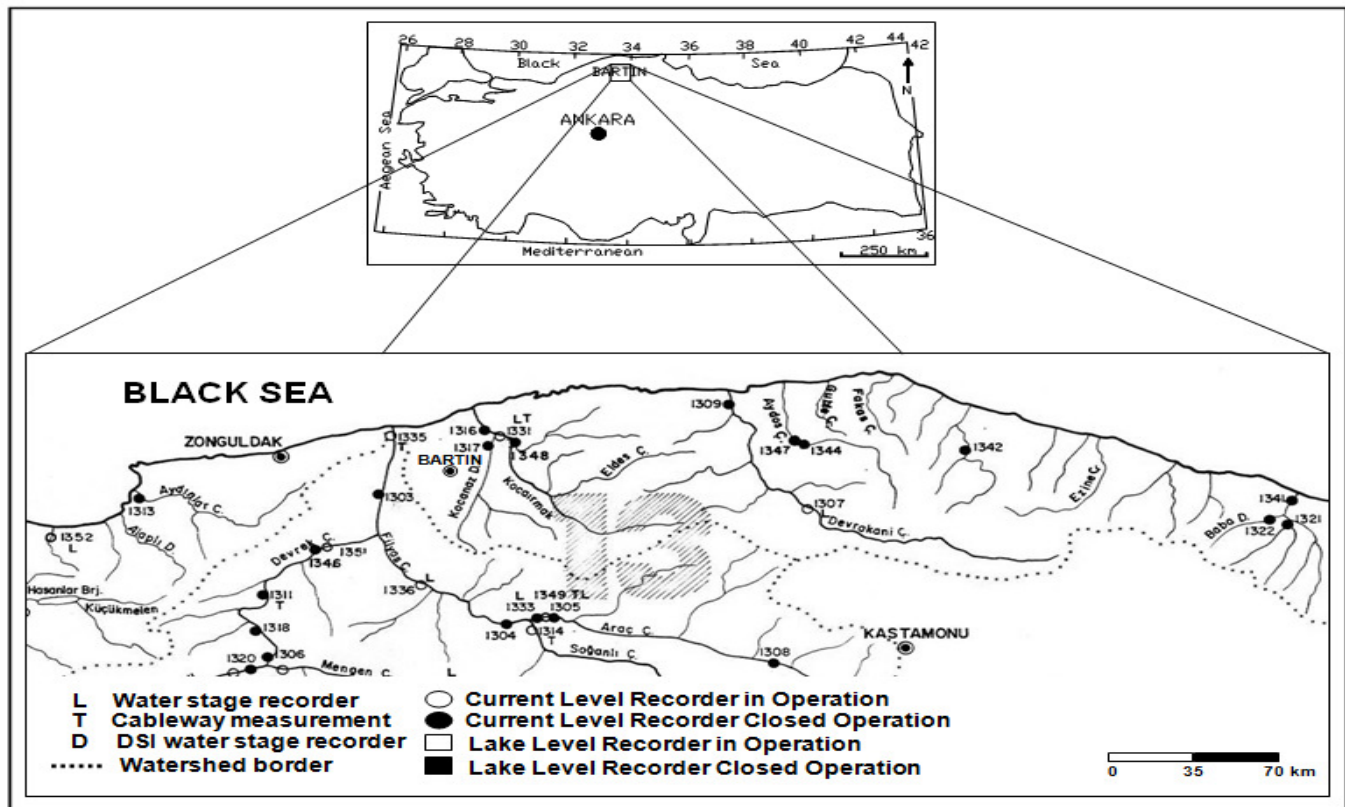 26 28 30 32 34 36 38 40 42 44 42
Black Sea
BARTIN
N
ANKARA
Aegean Sea
36
Mediterranean
250 km
BLACK SEA
ZONGULDAK
1335
T
1316
LT
1331
1317
1348
BARTIN
1309
Aydos Ç.
Fakas Ç.
1347
1344
1342
Eldes Ç.
Kocanaz D.
Kocaırmak
1303
Aydınlar C.
1313
Ezine Ç.
1341
1307
L
Devrakani Ç.
Baba D.
1322
1321
1352
L
Alaplı D.
Devrek Ç.
1351
1346
Filyos Ç.
13
Hasanlar Brj.
Küçükmelen
1311
T
1336
L
L
1349 TL
1333
1305
1304
1314
T
Araç Ç.
Soğanlı Ç.
1308
KASTAMONU
1318
1306
1320
Mengen Ç.
L
L Water stage recorder
T Cableway measurement
D DSI water stage recorder
Watershed border
Current Level Recorder in Operation
Current Level Recorder Closed Operation
Lake Level Recorder in Operation
Lake Level Recorder Closed Operation
0 35 70 km